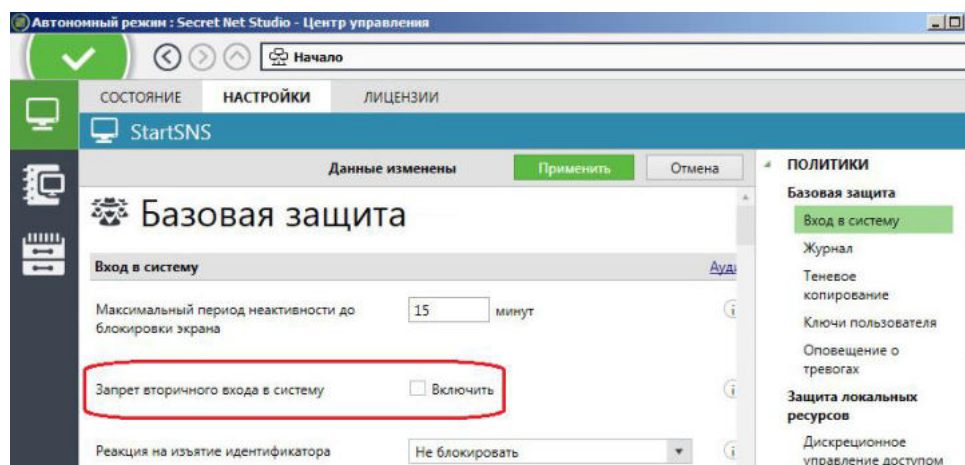 Автономный режим : Secret Net Studio - Центр управления
Начало
СОСТОЯНИЕ НАСТРОЙКИ ЛИЦЕНЗИИ
StartSNS
Данные изменены Применить Отмена
Базовая защита
Вход в систему
Максимальный период неактивности до
блокировки экрана
15 минут
Запрет вторичного входа в систему Включить
Реакция на изъятие идентификатора Не блокировать
ПОЛИТИКИ
Базовая защита
Вход в систему
Журнал
Теневое
копирование
Ключи пользователя
Оповещение о
тревогах
Защита локальных
ресурсов
Дискреционное
управление доступом